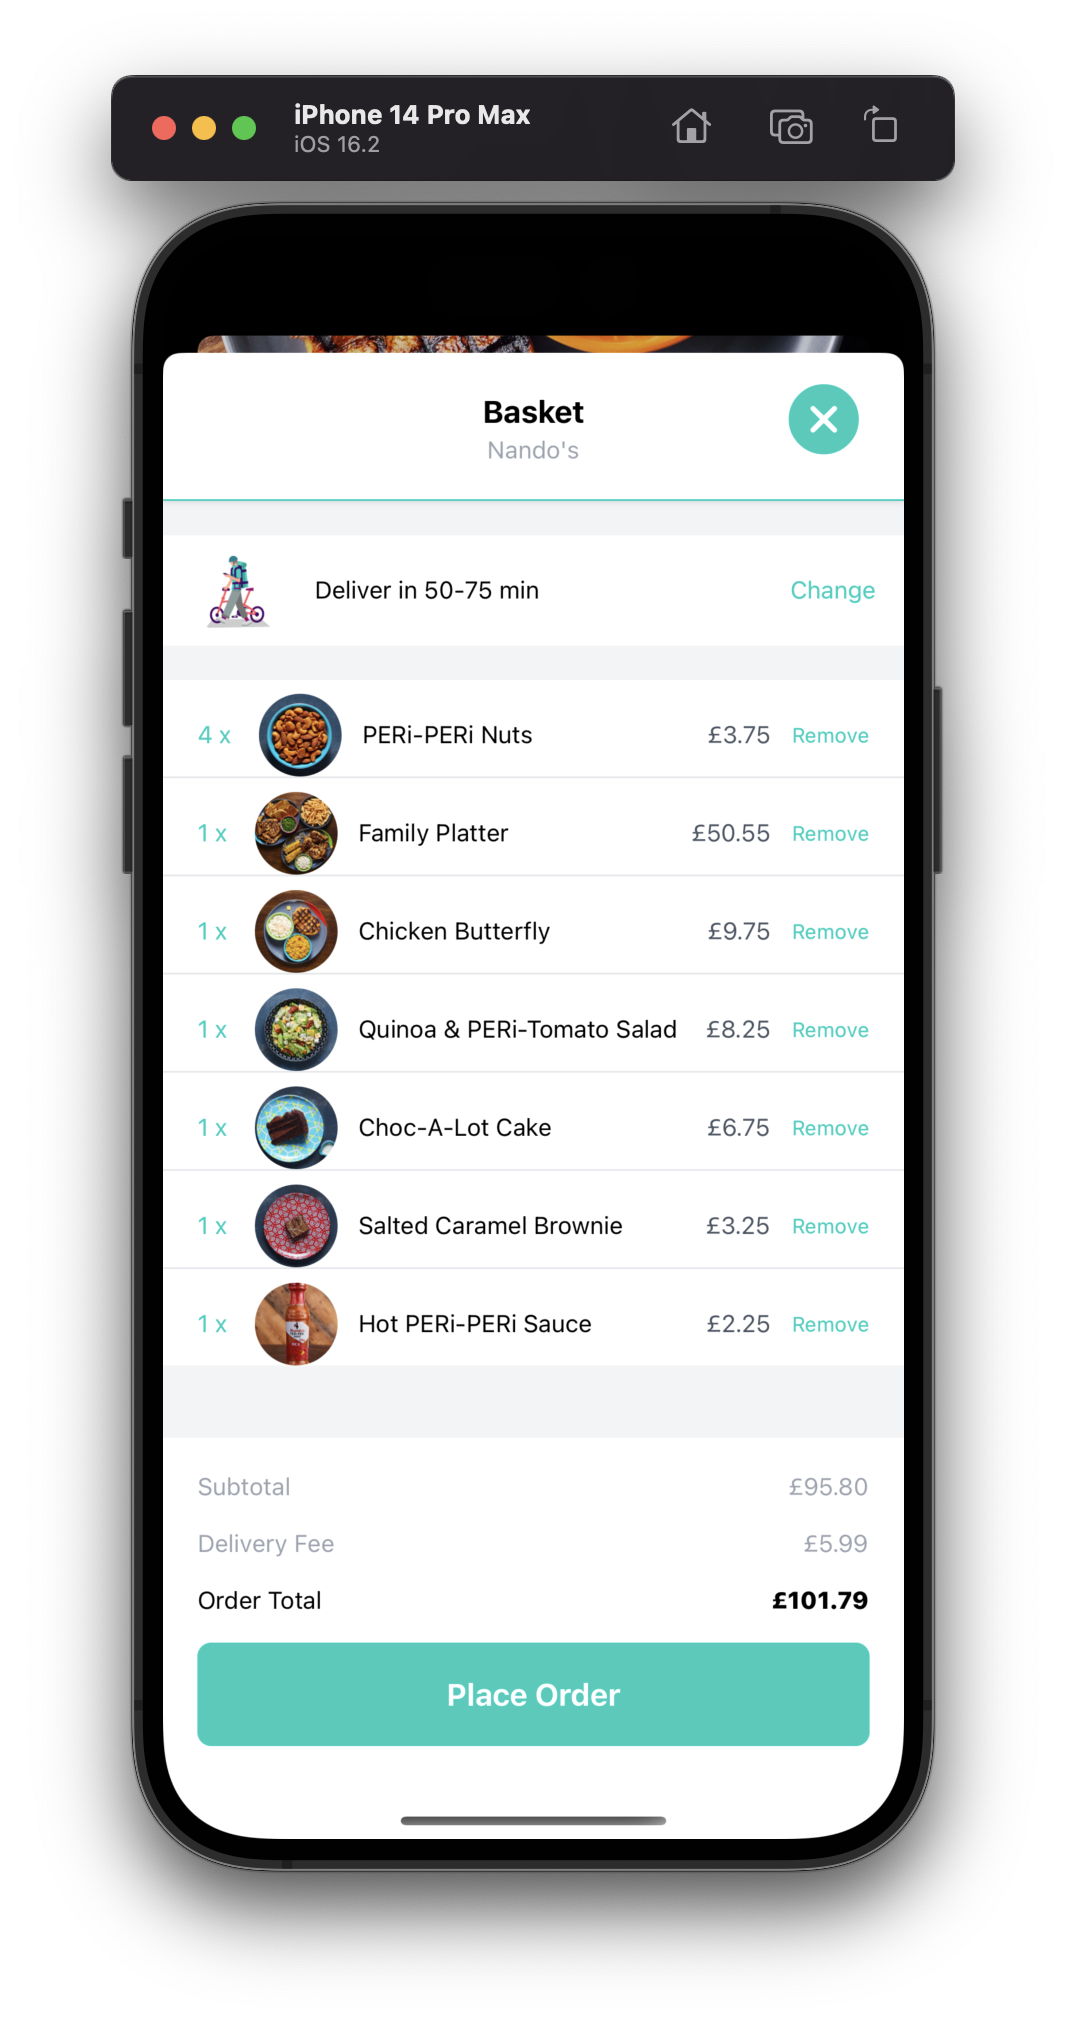 iPhone 14 Pro Max
iOS 16.2
Basket
Nando's
Deliver in 50-75 min Change
4 x PERi-PERi Nuts £3.75 Remove
1 x Family Platter £50.55 Remove
1 x Chicken Butterfly £9.75 Remove
1 x Quinoa & PERi-Tomato Salad £8.25 Remove
1 x Choc-A-Lot Cake £6.75 Remove
1 x Salted Caramel Brownie £3.25 Remove
1 x Hot PERi-PERi Sauce £2.25 Remove
Subtotal £95.80
Delivery Fee £5.99
Order Total £101.79
Place Order